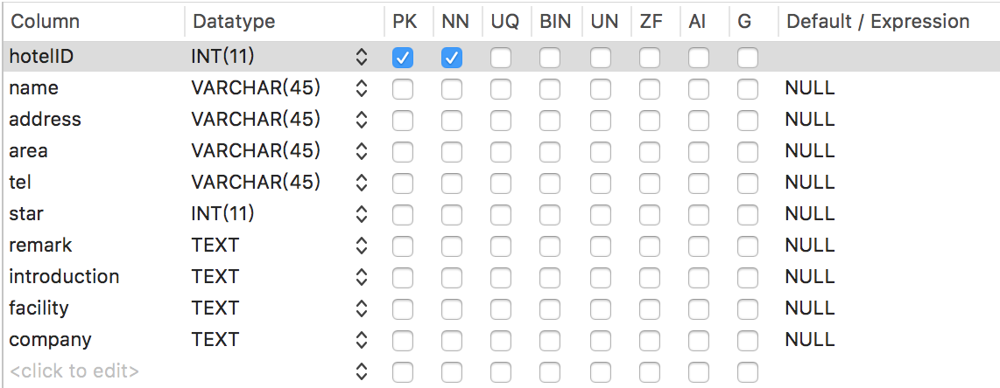 Column Datatype PK NN UQ BIN UN ZF AI G Default / Expression
hotelID INT(11)
name VARCHAR(45) NULL
address VARCHAR(45) NULL
area VARCHAR(45) NULL
tel VARCHAR(45) NULL
star INT(11) NULL
remark TEXT NULL
introduction TEXT NULL
facility TEXT NULL
company TEXT NULL
<click to edit>